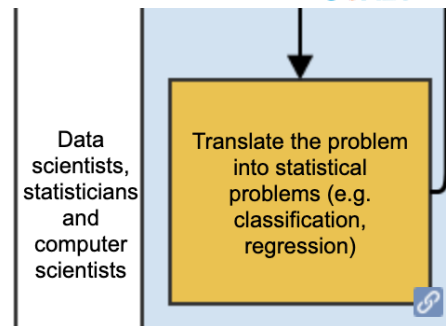 Data
scientists,
statisticians
and
computer
scientists
Translate the problem
into statistical
problems (e.g.
classification,
regression)